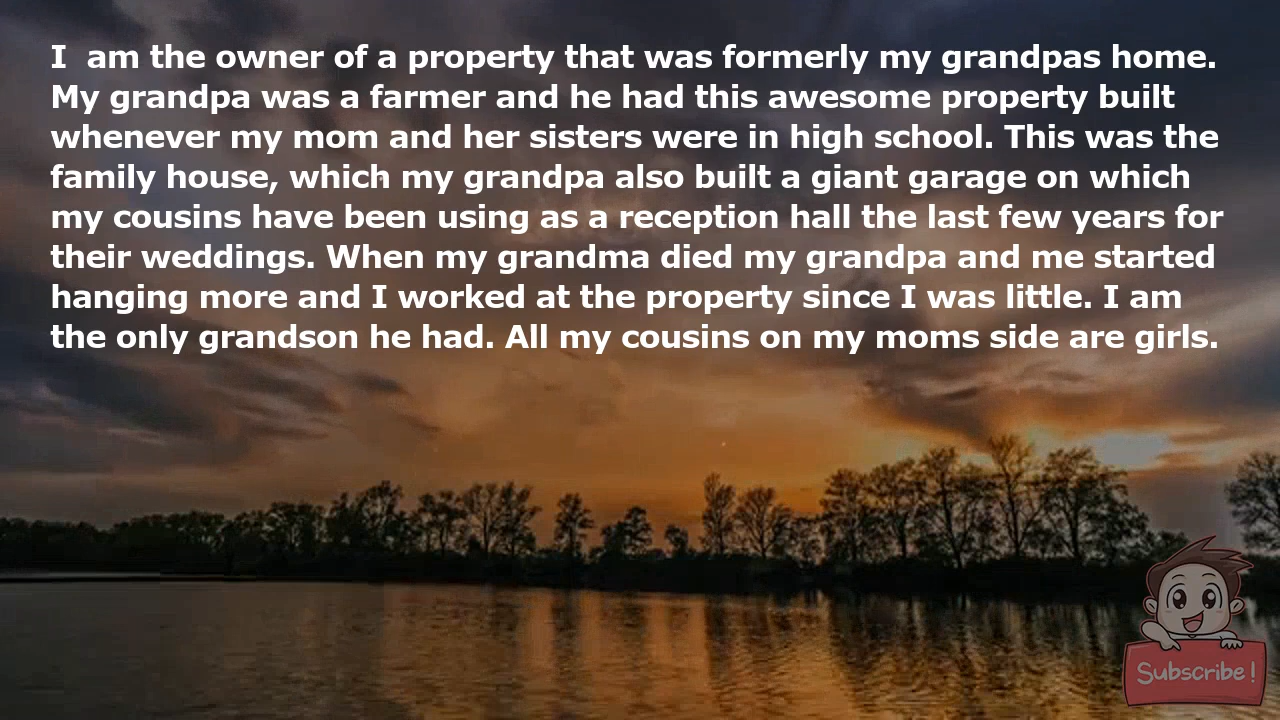 I  am the owner of a property that was formerly my grandpas home.
My grandpa was a farmer and he had this awesome property built
whenever my mom and her sisters were in high school. This was the
family house, which my grandpa also built a giant garage on which
my cousins have been using as a reception hall the last few years for
their weddings. When my grandma died my grandpa and me started
hanging more and I worked at the property since I was little. I am
the only grandson he had. All my cousins on my moms side are girls.
Subscribe!